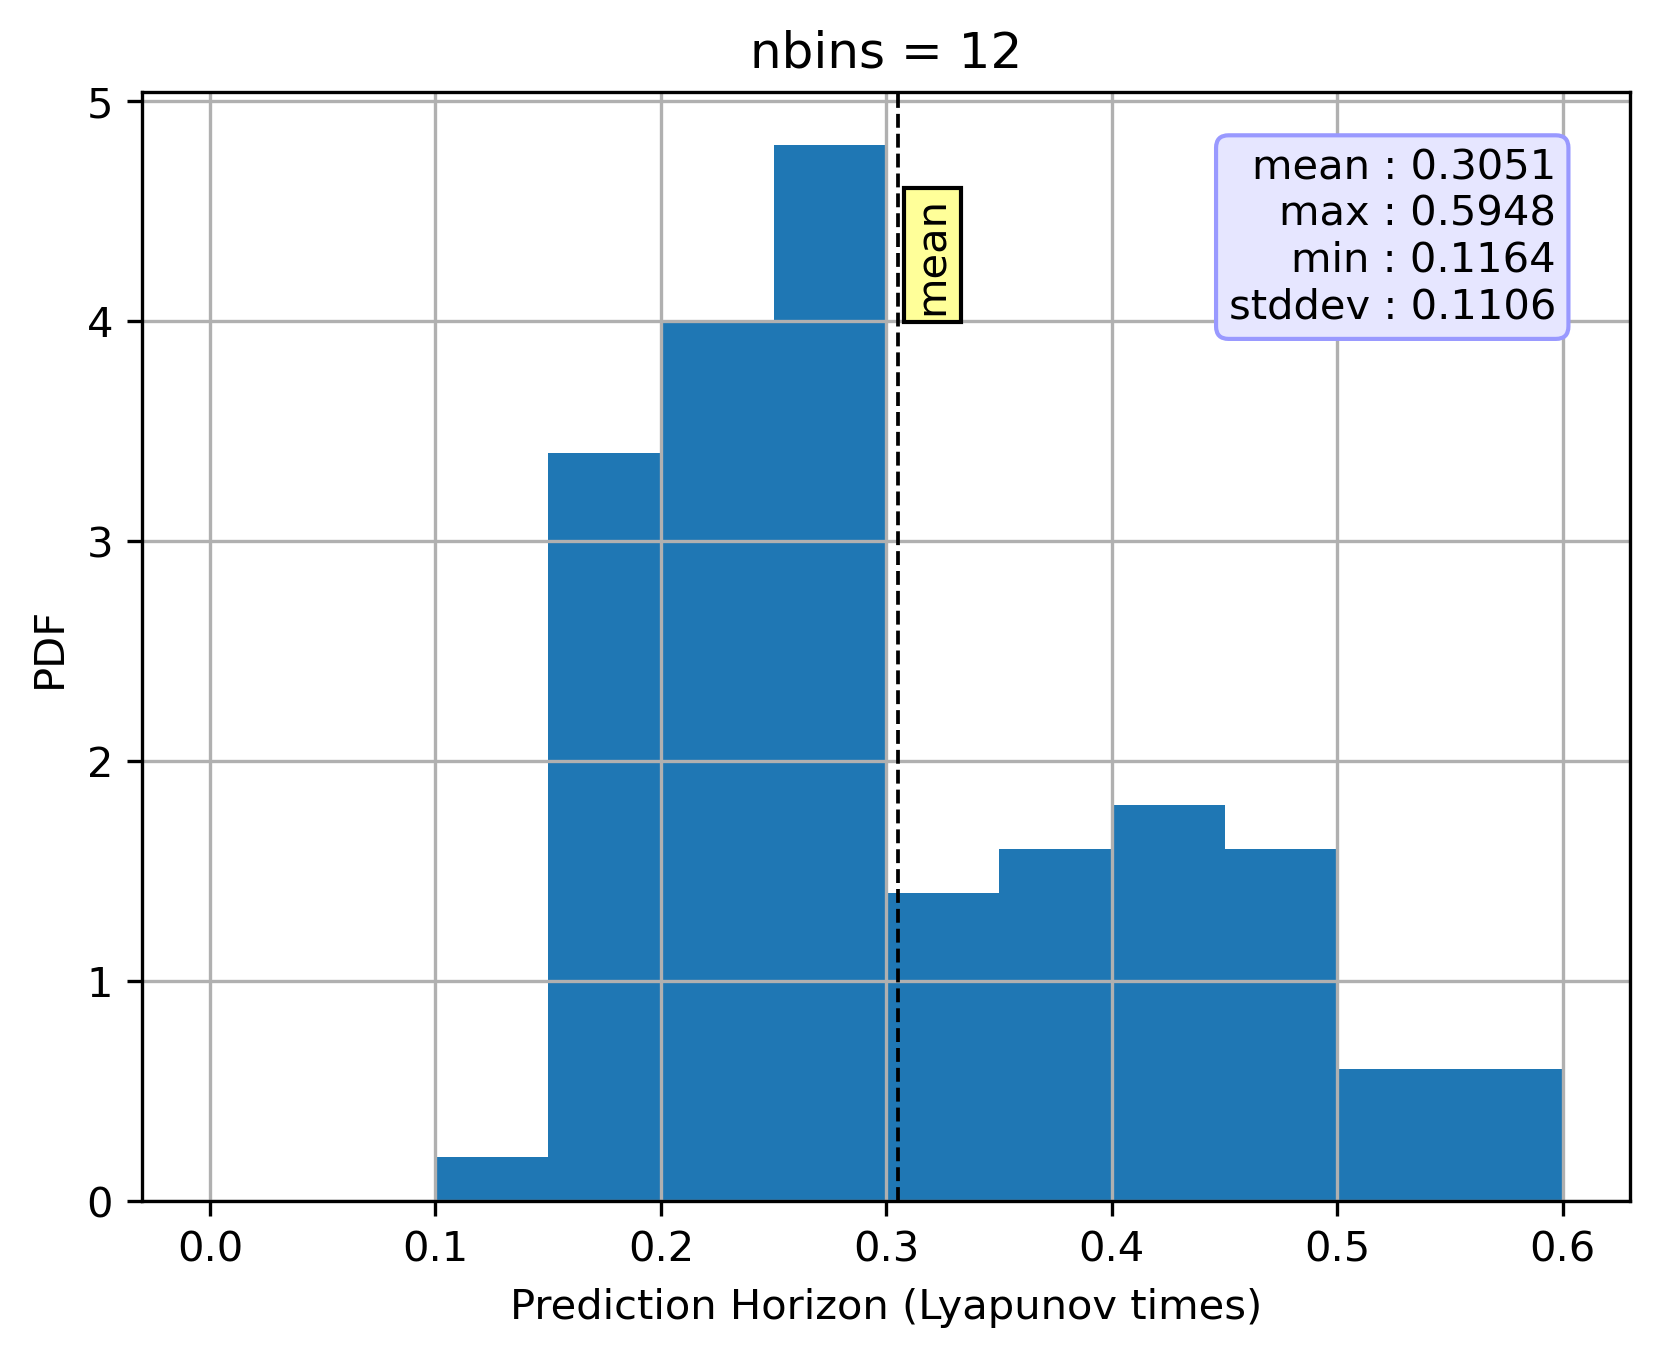 nbins = 12
5
4
3
2
1
0
PDF
mean
mean : 0.3051
max : 0.5948
min : 0.1164
stddev : 0.1106
0.0 0.1 0.2 0.3 0.4 0.5 0.6
Prediction Horizon (Lyapunov times)